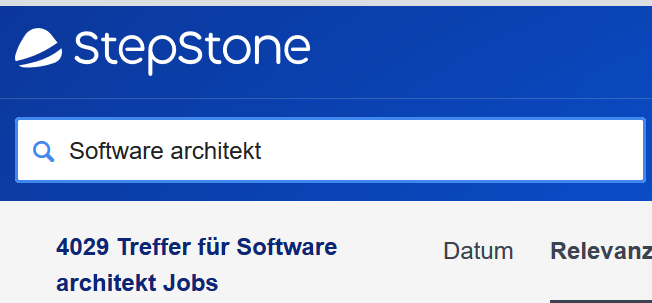 StepStone
Software architekt
4029 Treffer für Software
architekt Jobs
Datum
Relevanz